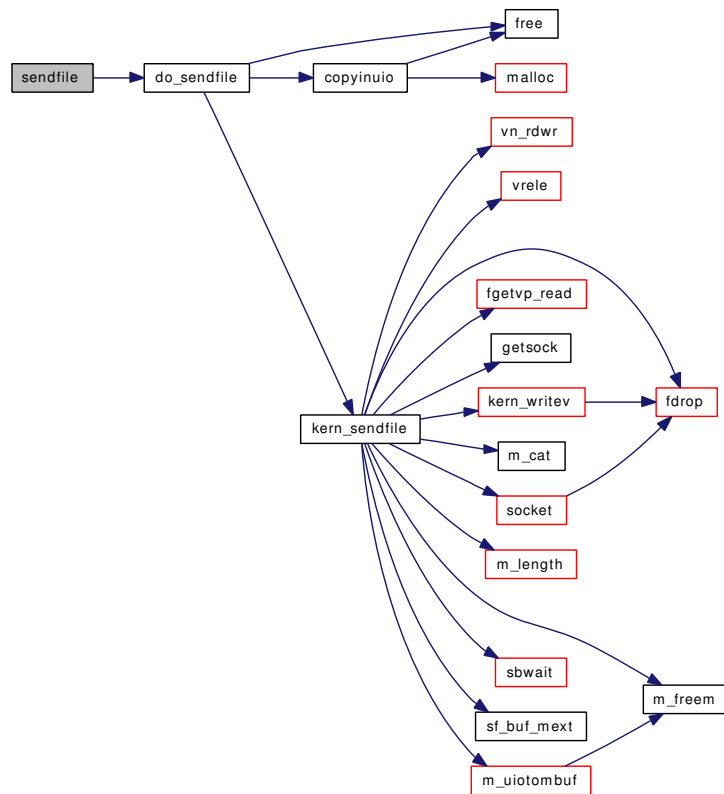 free
sendfile
do_sendfile
copyinuio
malloc
vn_rdwr
vrele
fgetvp_read
getsock
kern_writev
fdrop
kern_sendfile
m_cat
socket
m_length
sbwait
m_freem
sf_buf_mext
m_uiotombuf